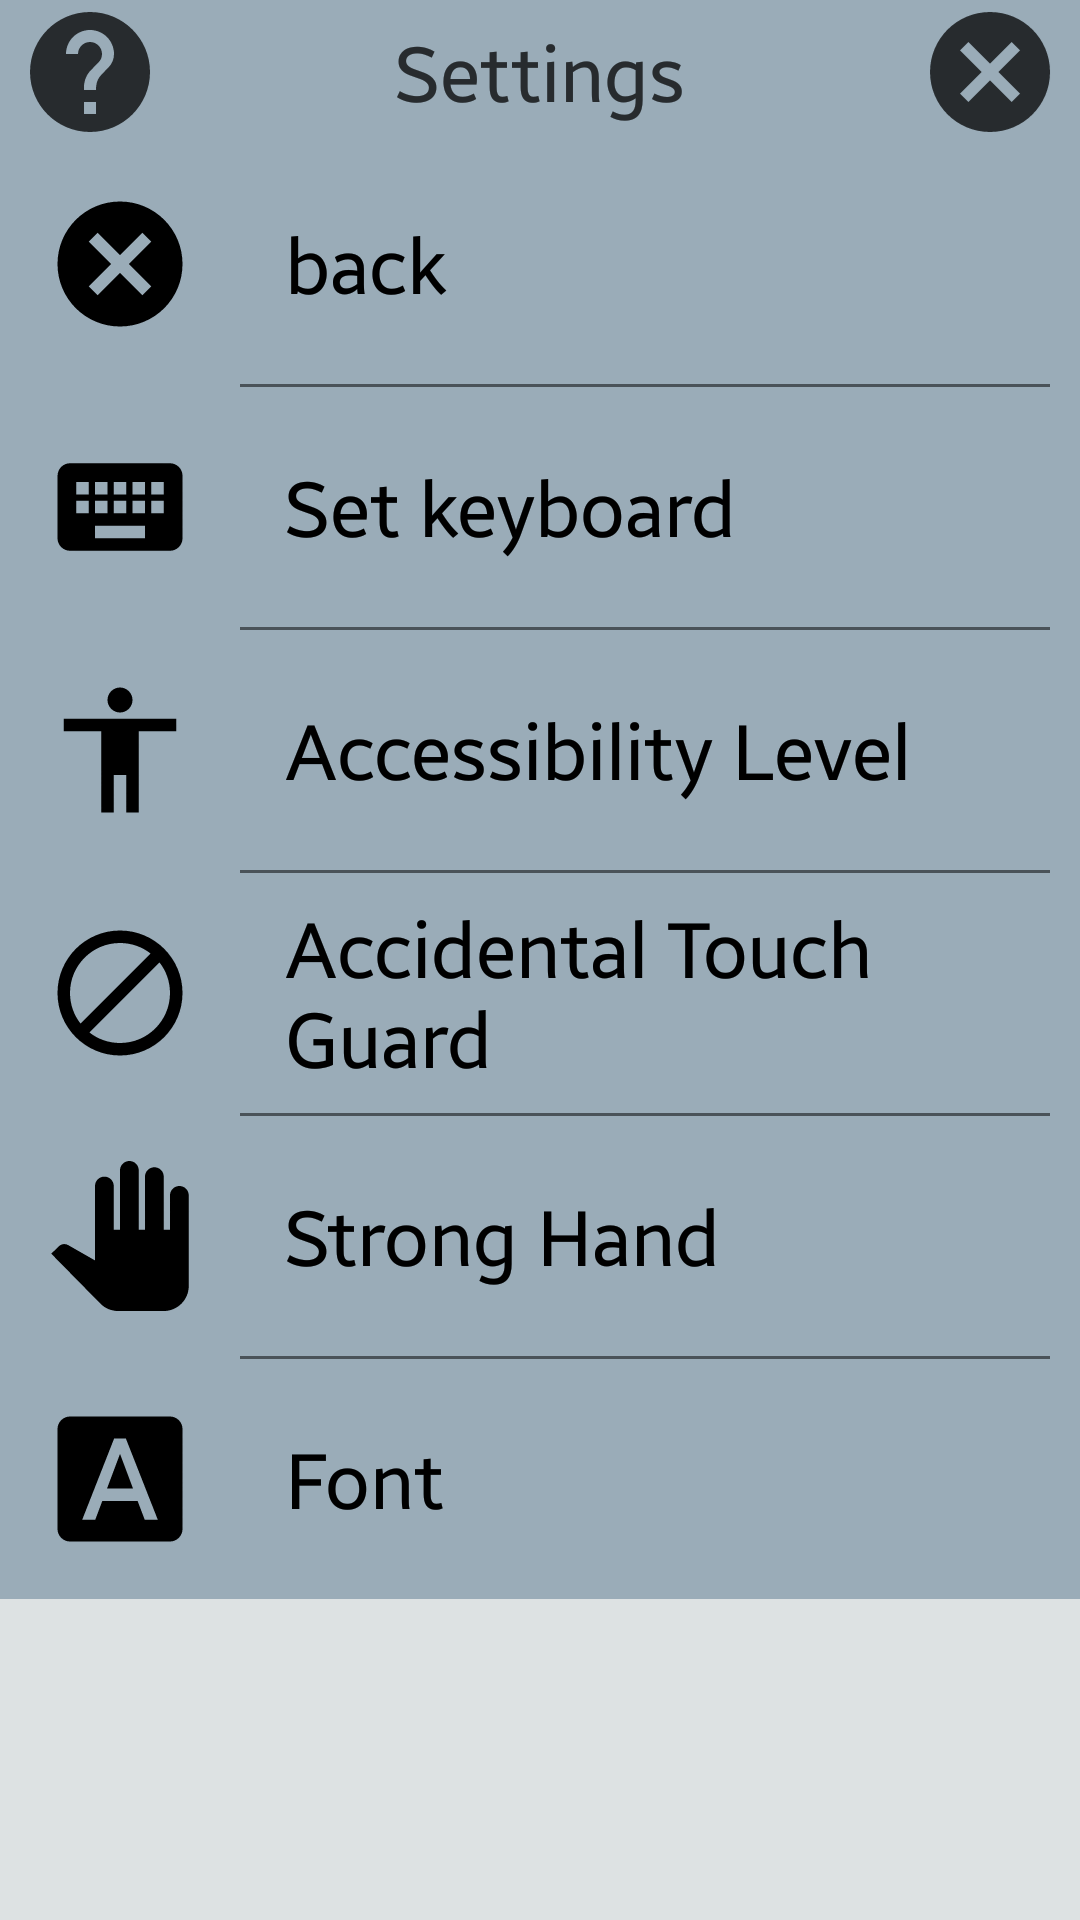 Settings
back
Set keyboard
Accessibility Level
Accidental Touch
Guard
Strong Hand
Font